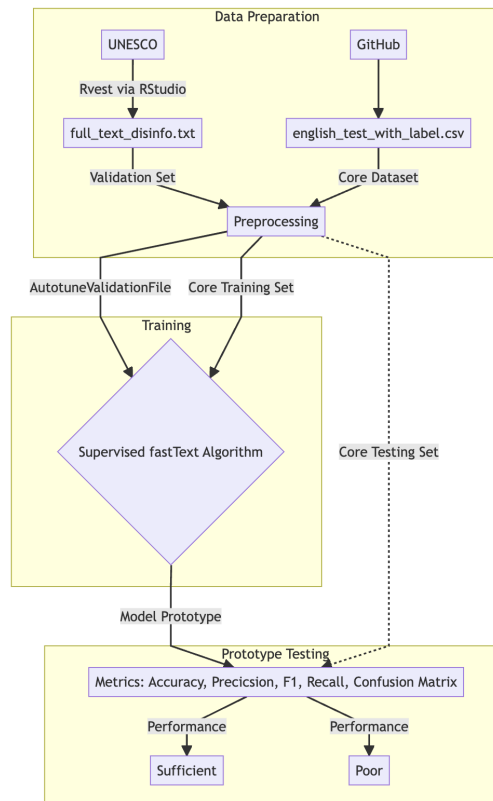 Data Preparation
UNESCO
GitHub
Rvest via RStudio
full_text_disinfo.txt
english_test_with_label.csv
Validation Set
Core Dataset
Preprocessing
AutotuneValidationFile
Core Training Set
Training
Supervised fastText Algorithm
Core Testing Set
Model Prototype
Prototype Testing
Metrics: Accuracy, Precicsion, F1, Recall, Confusion Matrix
Performance
Performance
Sufficient
Poor